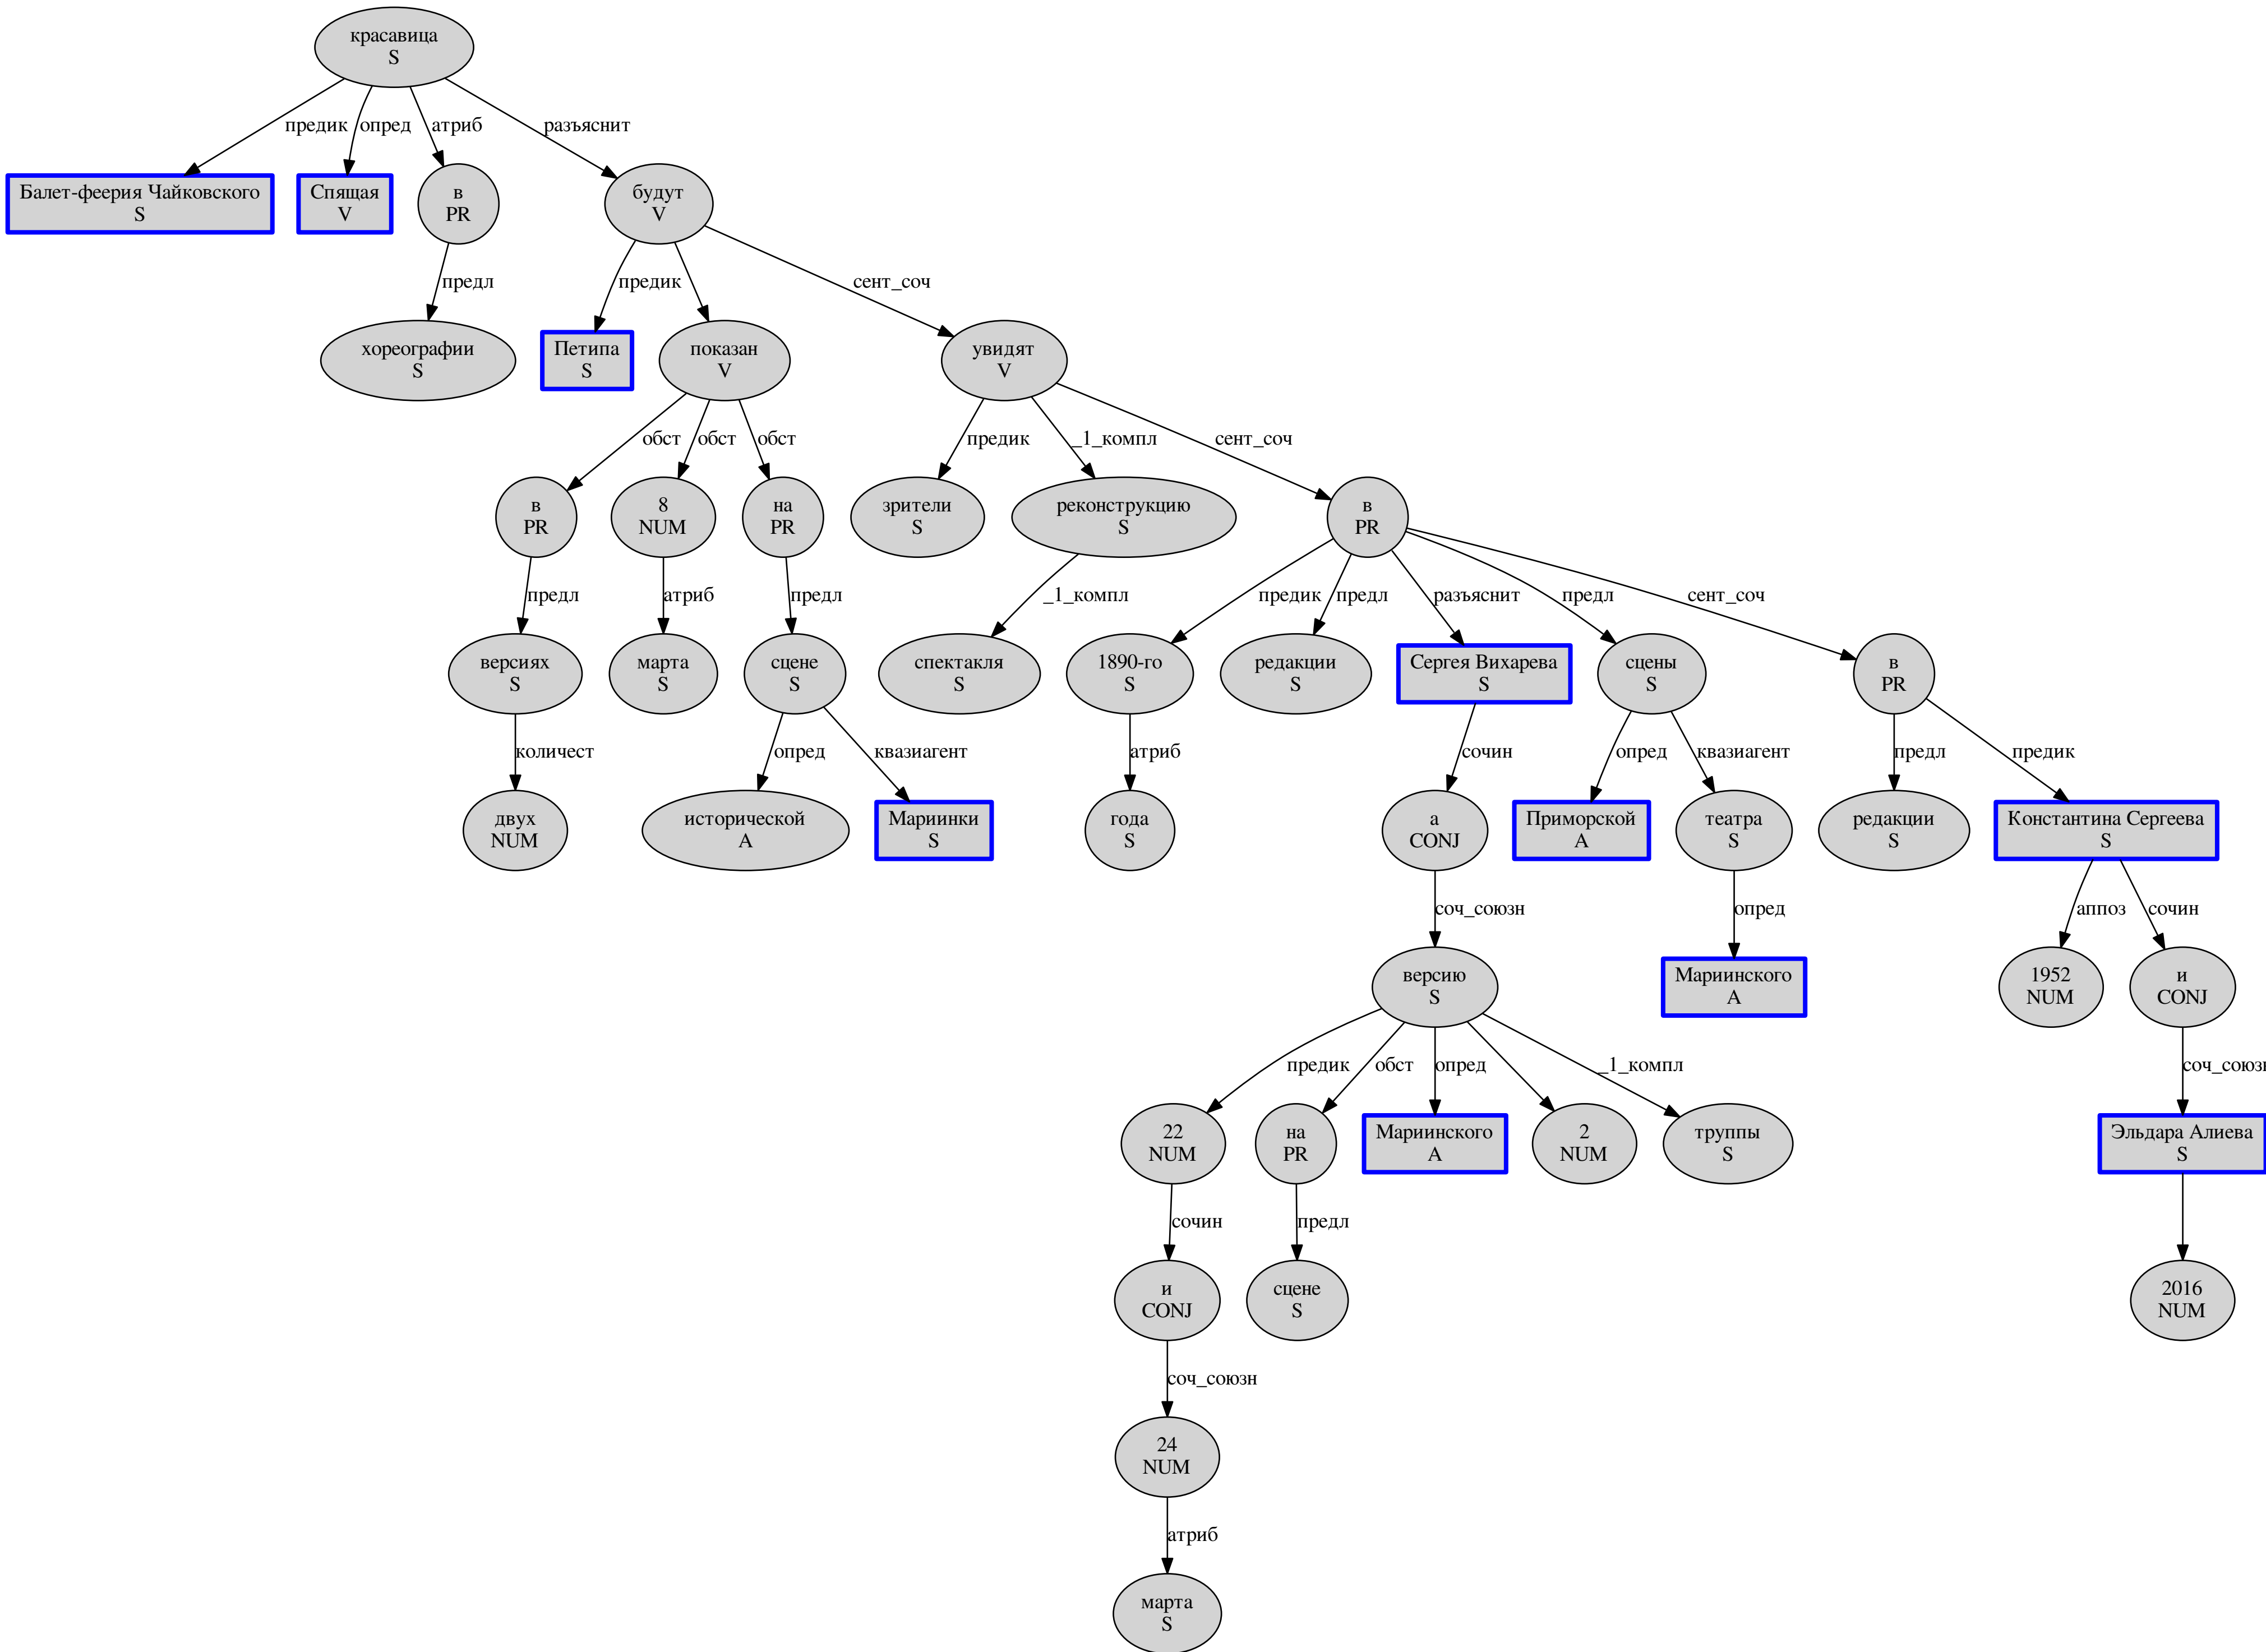 красавица
S
предик
опред
атриб
разъяснит
Балет-феерия Чайковского
S
Спящая
V
в
PR
будут
V
предл
предик
сент_соч
хореографии
S
Петипа
S
показан
V
увидят
V
обст
обст
обст
предик
_1_компл
сент_соч
в
PR
8
NUM
на
PR
зрители
S
реконструкцию
S
в
PR
предл
атриб
предл
_1_компл
предик
предл
разъяснит
предл
сент_соч
версиях
S
марта
S
сцене
S
спектакля
S
1890-го
S
редакции
S
Сергея Вихарева
S
сцены
S
в
PR
количест
опред
квазиагент
атриб
сочин
опред
квазиагент
предл
предик
двух
NUM
исторической
A
Мариинки
S
года
S
а
CONJ
Приморской
A
театра
S
редакции
S
Константина Сергеева
S
соч_союзн
опред
аппоз
сочин
версию
S
Мариинского
A
1952
NUM
и
CONJ
предик
обст
опред
_1_компл
соч_союзн
22
NUM
на
PR
Мариинского
A
2
NUM
труппы
S
Эльдара Алиева
S
сочин
предл
и
CONJ
сцене
S
2016
NUM
соч_союзн
24
NUM
атриб
марта
S